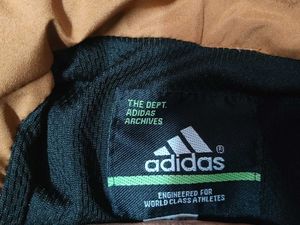 THE DEPT.
ADIDAS
ARCHIVES
adidas®
ENGINEERED FOR
WORLD CLASS ATHLETES